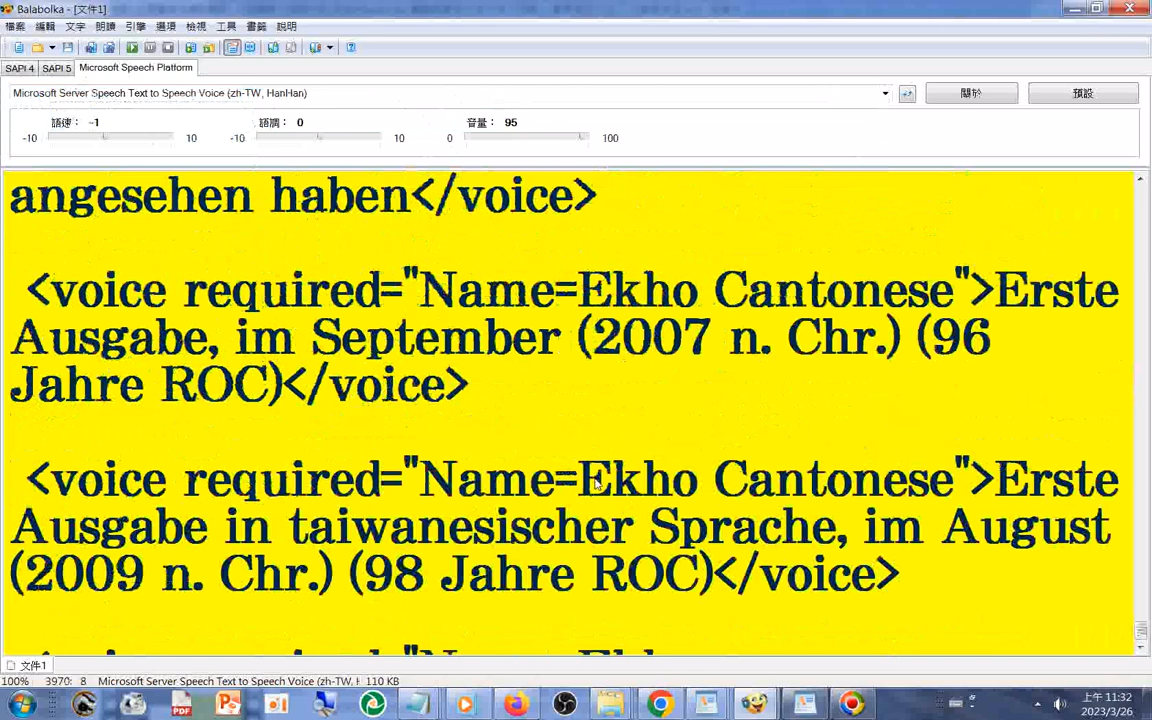 Balabolka - [文件1]
檔案 編輯 文字 朗讀 引擎 選項 檢視 工具 書籤 說明
SAPI 4 SAPI 5 Microsoft Speech Platform
Microsoft Server Speech Text to Speech Voice (zh-TW, HanHan)
關於 預設
語速： -1 語調： 0 音量： 95
-10 10 -10 10 0 100
angesehen haben</voice>
<voice required="Name=Ekho Cantonese">Erste
Ausgabe, im September (2007 n. Chr.) (96
Jahre ROC)</voice>
<voice required="Name=Ekho Cantonese">Erste
Ausgabe in taiwanesischer Sprache, im August
(2009 n. Chr.) (98 Jahre ROC)</voice>
文件1
100% 3970: 8 Microsoft Server Speech Text to Speech Voice (zh-TW, H 110 KB
上午 11:32
2023/3/26